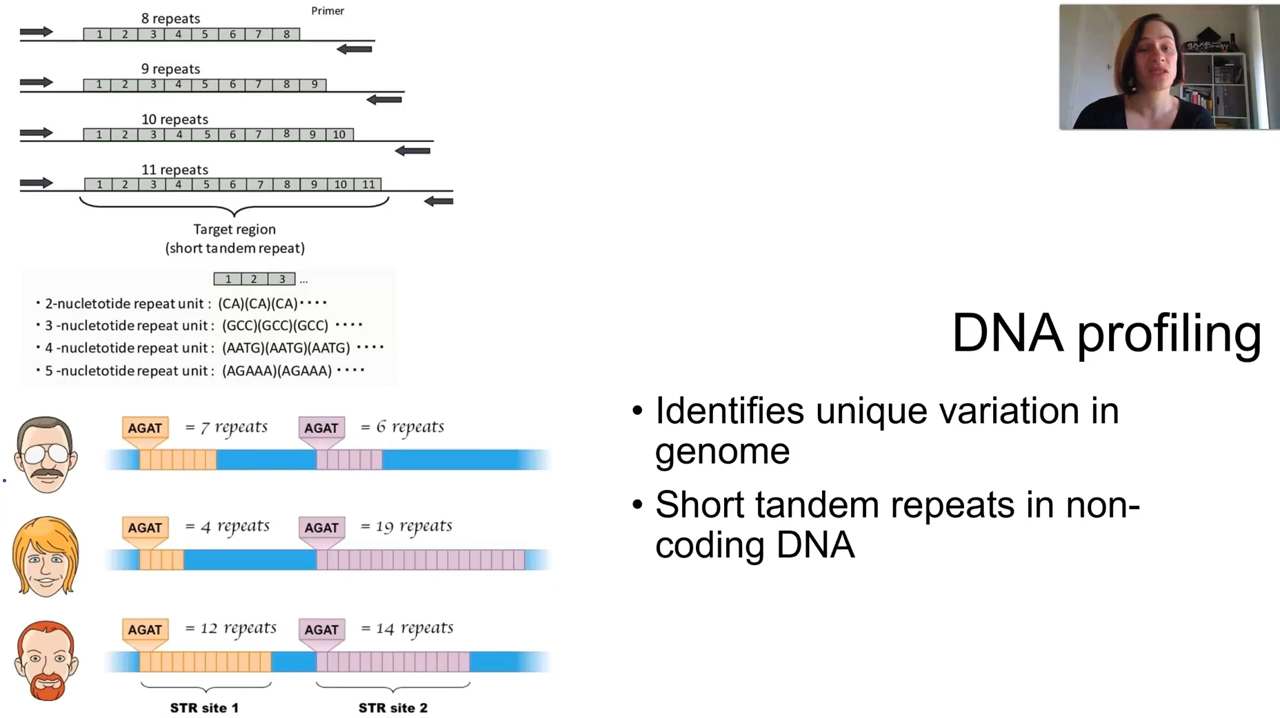 8 repeats
Primer
1 2 3 4 5 6 7 8
9 repeats
1 2 3 4 5 6 7 8 9
10 repeats
1 2 3 4 5 6 7 8 9 10
11 repeats
1 2 3 4 5 6 7 8 9 10 11
Target region
(short tandem repeat)
1 2 3 ...
・2-nucletotide repeat unit : (CA)(CA)(CA)・・・・
・3 -nucletotide repeat unit : (GCC)(GCC)(GCC) ・・・・
・4 -nucletotide repeat unit : (AATG)(AATG)(AATG) ・・・・
・5 -nucletotide repeat unit : (AGAAA)(AGAAA) ・・・・
AGAT = 7 repeats AGAT = 6 repeats
AGAT = 4 repeats AGAT = 19 repeats
AGAT = 12 repeats AGAT = 14 repeats
STR site 1 STR site 2
DNA profiling
• Identifies unique variation in
genome
• Short tandem repeats in non-
coding DNA